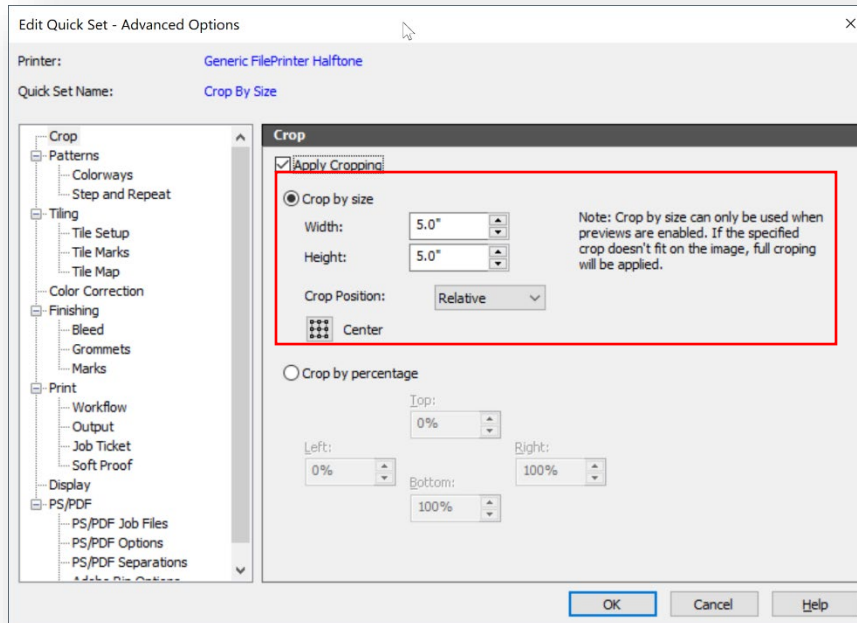 Edit Quick Set - Advanced Options
Printer: Generic FilePrinter Halftone
Quick Set Name: Crop By Size
Crop
Patterns
Colorways
Step and Repeat
Tiling
Tile Setup
Tile Marks
Tile Map
Color Correction
Finishing
Bleed
Grommets
Marks
Print
Workflow
Output
Job Ticket
Soft Proof
Display
PS/PDF
PS/PDF Job Files
PS/PDF Options
PS/PDF Separations
Crop
Apply Cropping
Crop by size
Width: 5.0"
Height: 5.0"
Crop Position: Relative
Center
Note: Crop by size can only be used when
previews are enabled. If the specified
crop doesn't fit on the image, full croping
will be applied.
Crop by percentage
Top:
0%
Left:
0%
Right:
100%
Bottom:
100%
OK Cancel Help